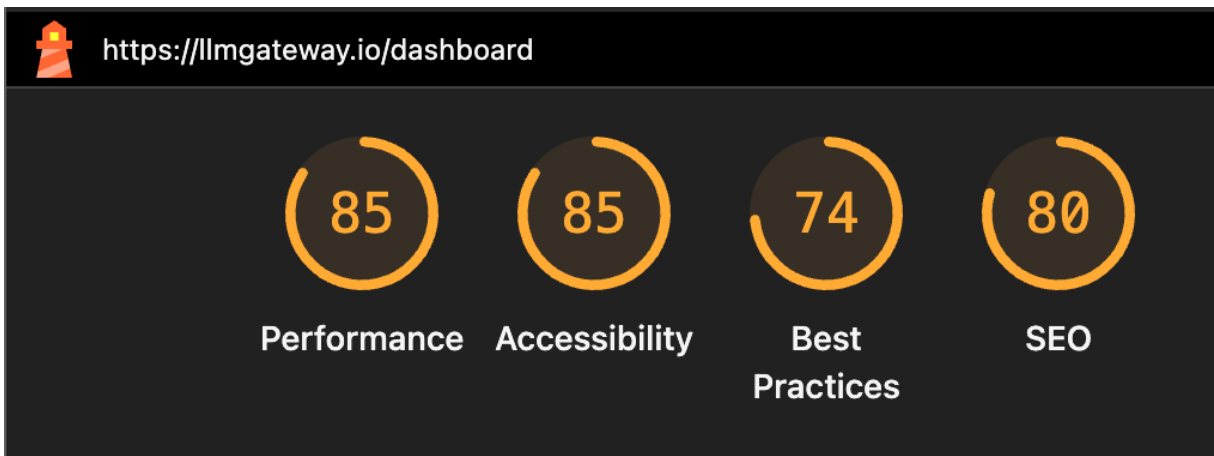 https://llmgateway.io/dashboard
85 85 74 80
Performance Accessibility Best Practices SEO